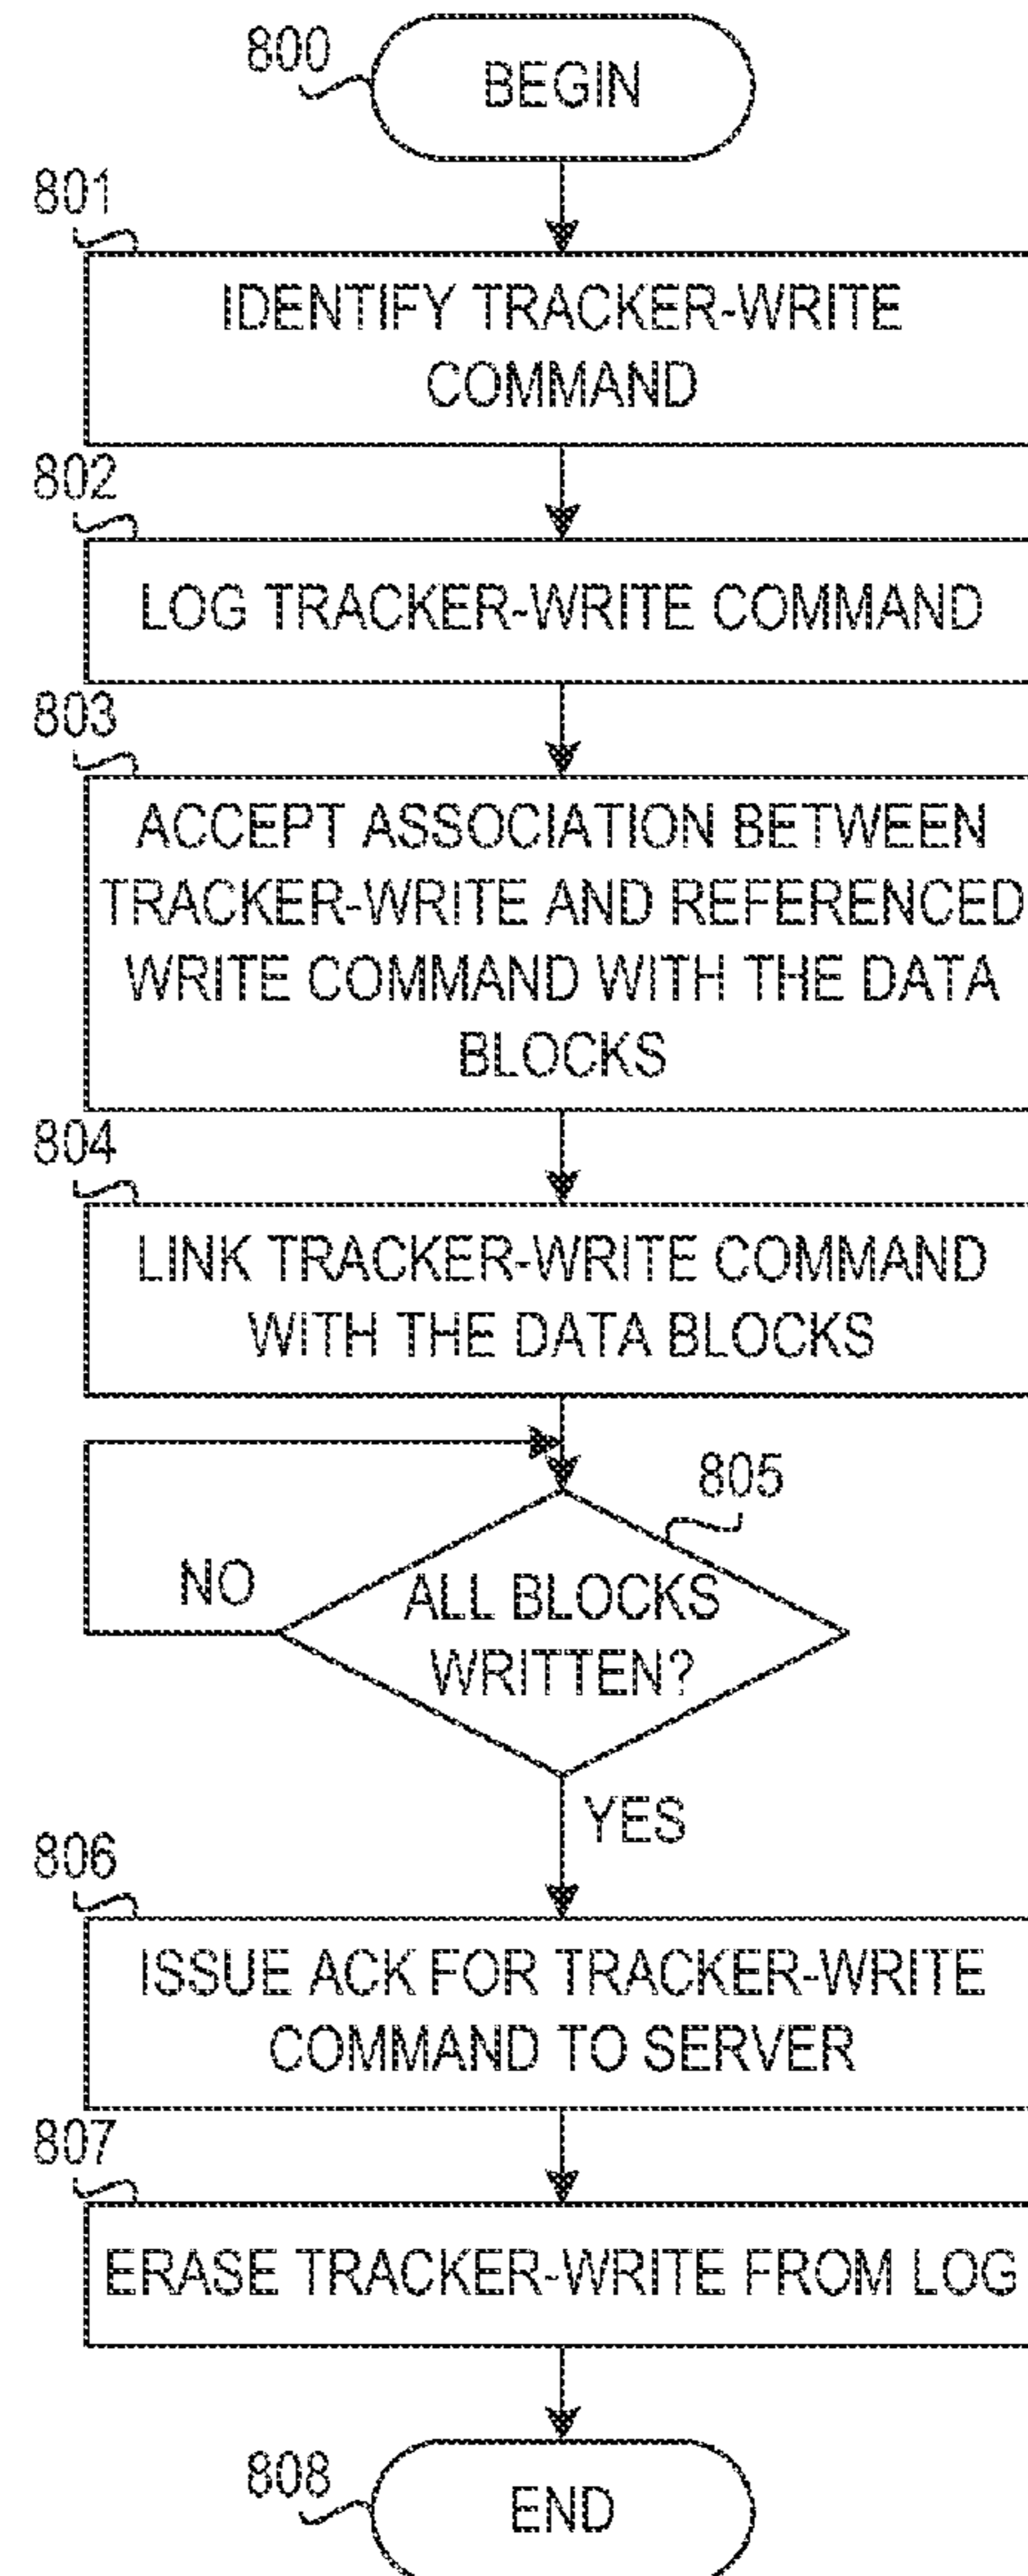 800
BEGIN
801
IDENTIFY TRACKER-WRITE
COMMAND
802
LOG TRACKER-WRITE COMMAND
803
ACCEPT ASSOCIATION BETWEEN
TRACKER-WRITE AND REFERENCED
WRITE COMMAND WITH THE DATA
BLOCKS
804
LINK TRACKER-WRITE COMMAND
WITH THE DATA BLOCKS
805
NO
ALL BLOCKS
WRITTEN?
YES
806
ISSUE ACK FOR TRACKER-WRITE
COMMAND TO SERVER
807
ERASE TRACKER-WRITE FROM LOG
808
END